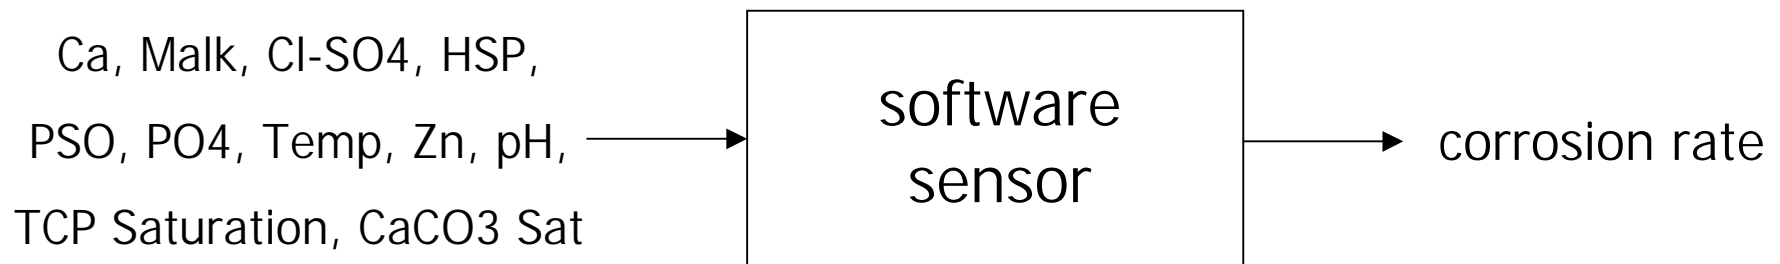 Ca, Malk, Cl-SO4, HSP,
PSO, PO4, Temp, Zn, pH,
TCP Saturation, CaCO3 Sat
software
sensor
corrosion rate